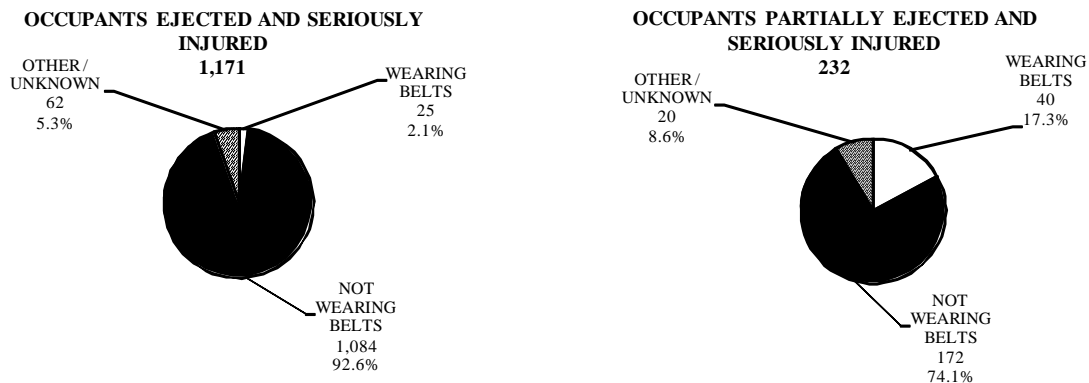 OCCUPANTS EJECTED AND SERIOUSLY
INJURED
1,171
OTHER /
UNKNOWN
62
5.3%
WEARING
BELTS
25
2.1%
NOT
WEARING
BELTS
1,084
92.6%
OCCUPANTS PARTIALLY EJECTED AND
SERIOUSLY INJURED
232
OTHER /
UNKNOWN
20
8.6%
WEARING
BELTS
40
17.3%
NOT
WEARING
BELTS
172
74.1%